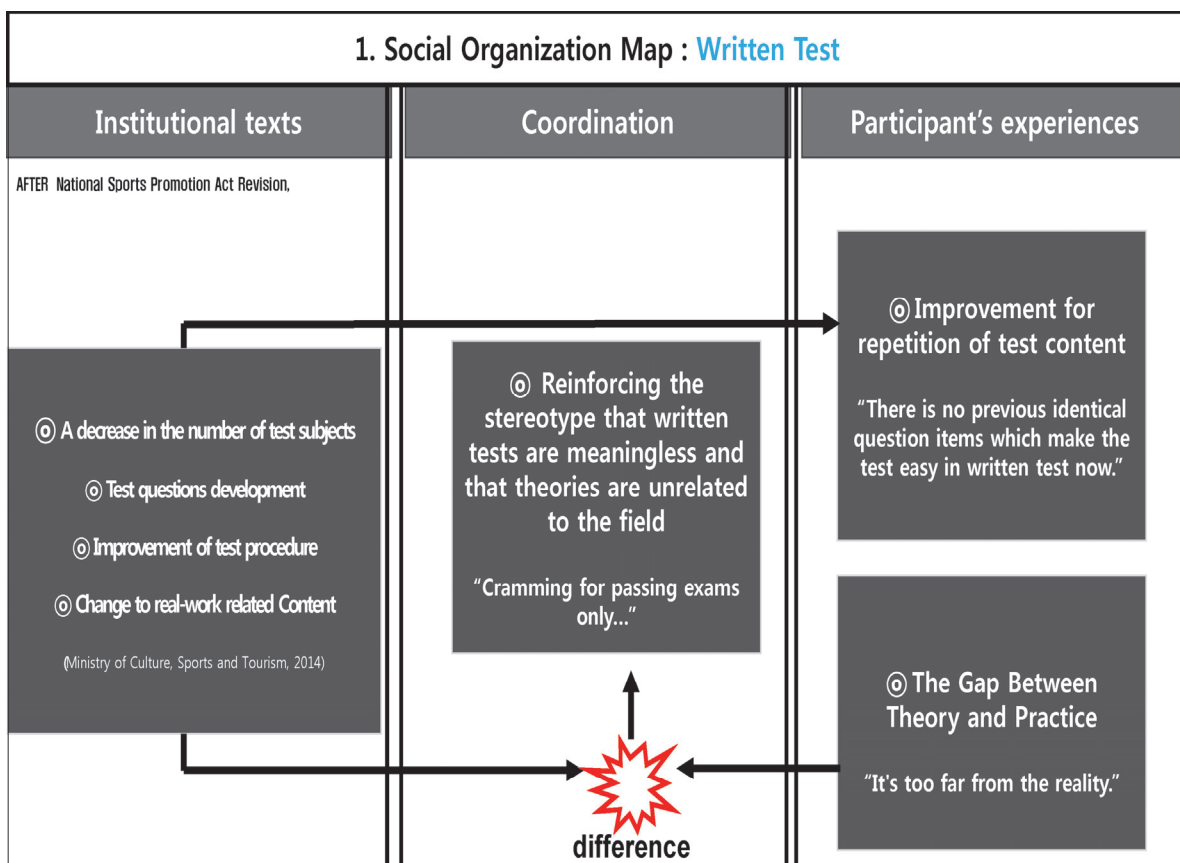 1. Social Organization Map : Written Test
Institutional texts
AFTER National Sports Promotion Act Revision,
◎ A decrease in the number of test subjects
◎ Test questions development
◎ Improvement of test procedure
◎ Change to real-work related Content
(Ministry of Culture, Sports and Tourism, 2014)
Coordination
◎ Reinforcing the
stereotype that written
tests are meaningless and
that theories are unrelated
to the field
“Cramming for passing exams
only...”
difference
Participant’s experiences
◎ Improvement for
repetition of test content
“There is no previous identical
question items which make the
test easy in written test now.”
◎ The Gap Between
Theory and Practice
“It's too far from the reality.”